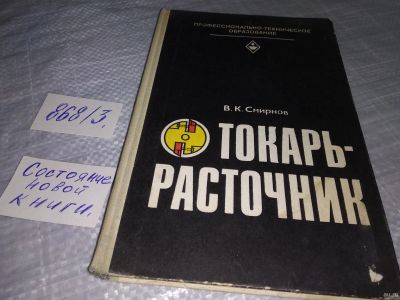 ПРОФЕССИОНАЛЬНО-ТЕХНИЧЕСКОЕ
ОБРАЗОВАНИЕ
В.К.Смирнов
ТОКАРЬ-
РАСТОЧНИК
868/3.
Состояние
новой
книги.